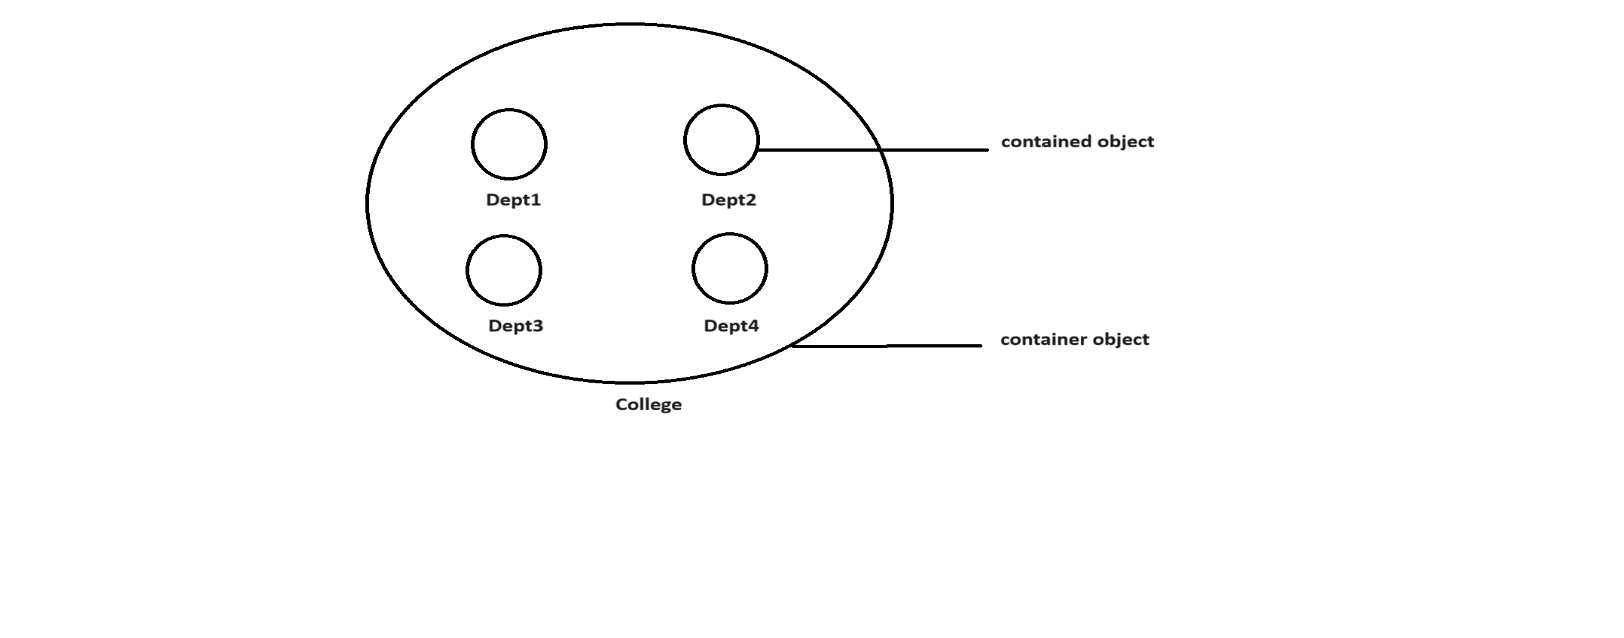 contained object
Dept1
Dept2
Dept3
Dept4
container object
College